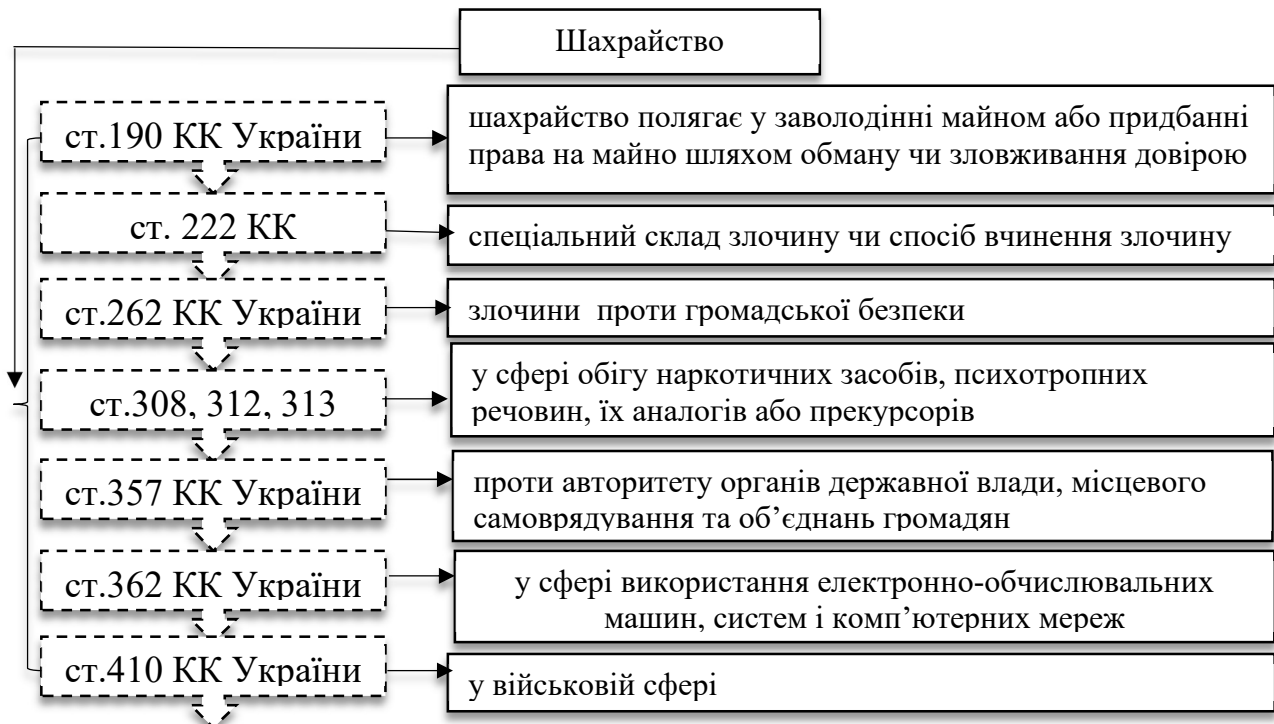 Шахрайство
ст.190 КК України
шахрайство полягає у заволодінні майном або придбанні
права на майно шляхом обману чи зловживання довірою
ст. 222 КК
спеціальний склад злочину чи спосіб вчинення злочину
ст.262 КК України
злочини проти громадської безпеки
ст.308, 312, 313
у сфері обігу наркотичних засобів, психотропних
речовин, їх аналогів або прекурсорів
ст.357 КК України
проти авторитету органів державної влади, місцевого
самоврядування та об’єднань громадян
ст.362 КК України
у сфері використання електронно-обчислювальних
машин, систем і комп’ютерних мереж
ст.410 КК України
у військовій сфері